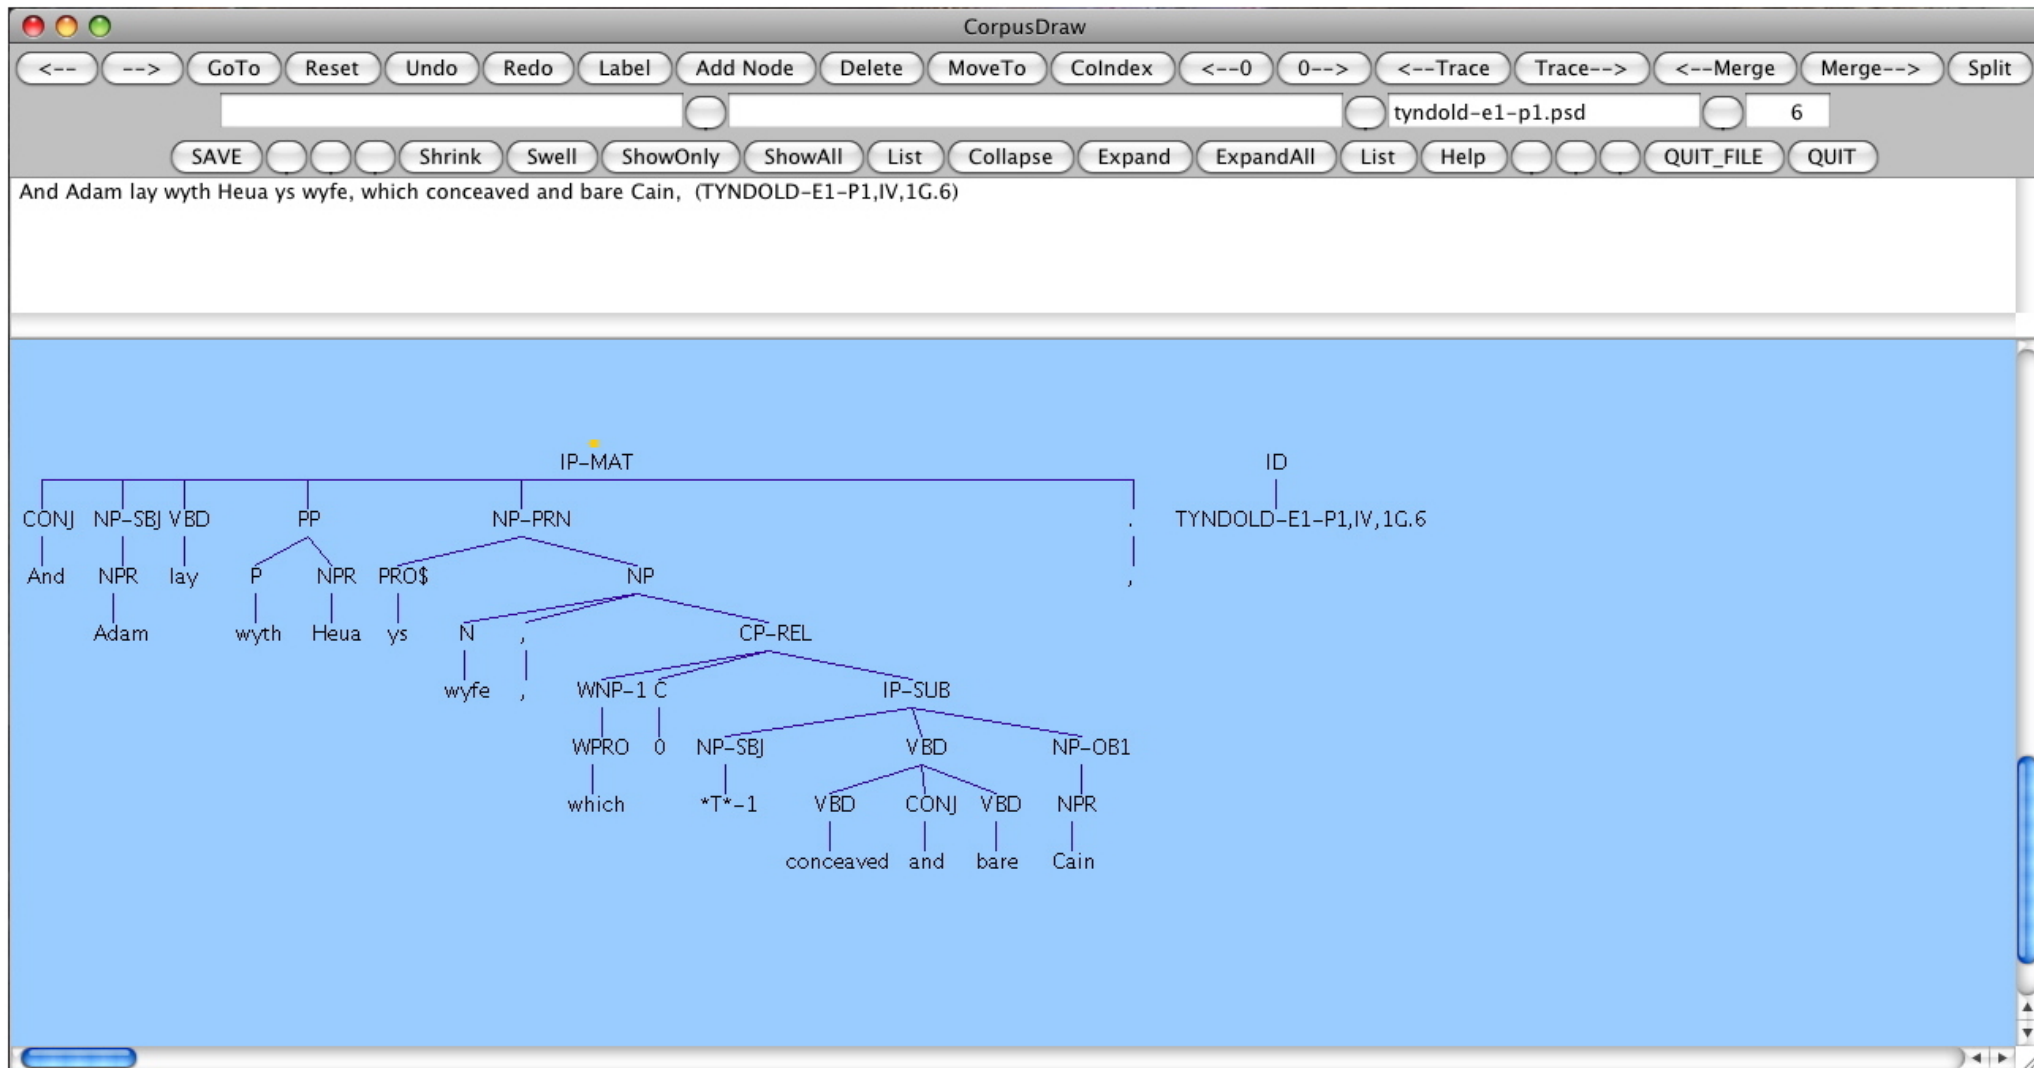 CorpusDraw
<-- --> GoTo Reset Undo Redo Label Add Node Delete MoveTo CoIndex <--0 0--> <--Trace Trace--> <--Merge Merge--> Split
tyndold-e1-p1.psd 6
SAVE Shrink Swell ShowOnly ShowAll List Collapse Expand ExpandAll List Help QUIT_FILE QUIT
And Adam lay wyth Heua ys wyfe, which conceaved and bare Cain, (TYNDOLD-E1-P1,IV,1G.6)
IP-MAT ID
CONJ NP-SBJ VBD PP NP-PRN . TYNDOLD-E1-P1,IV,1G.6
And NPR lay P NPR PRO$ NP ,
Adam wyth Heua ys N , CP-REL
wyfe , WNP-1 C IP-SUB
WPRO 0 NP-SBJ VBD NP-OB1
which *T*-1 VBD CONJ VBD NPR
conceaved and bare Cain